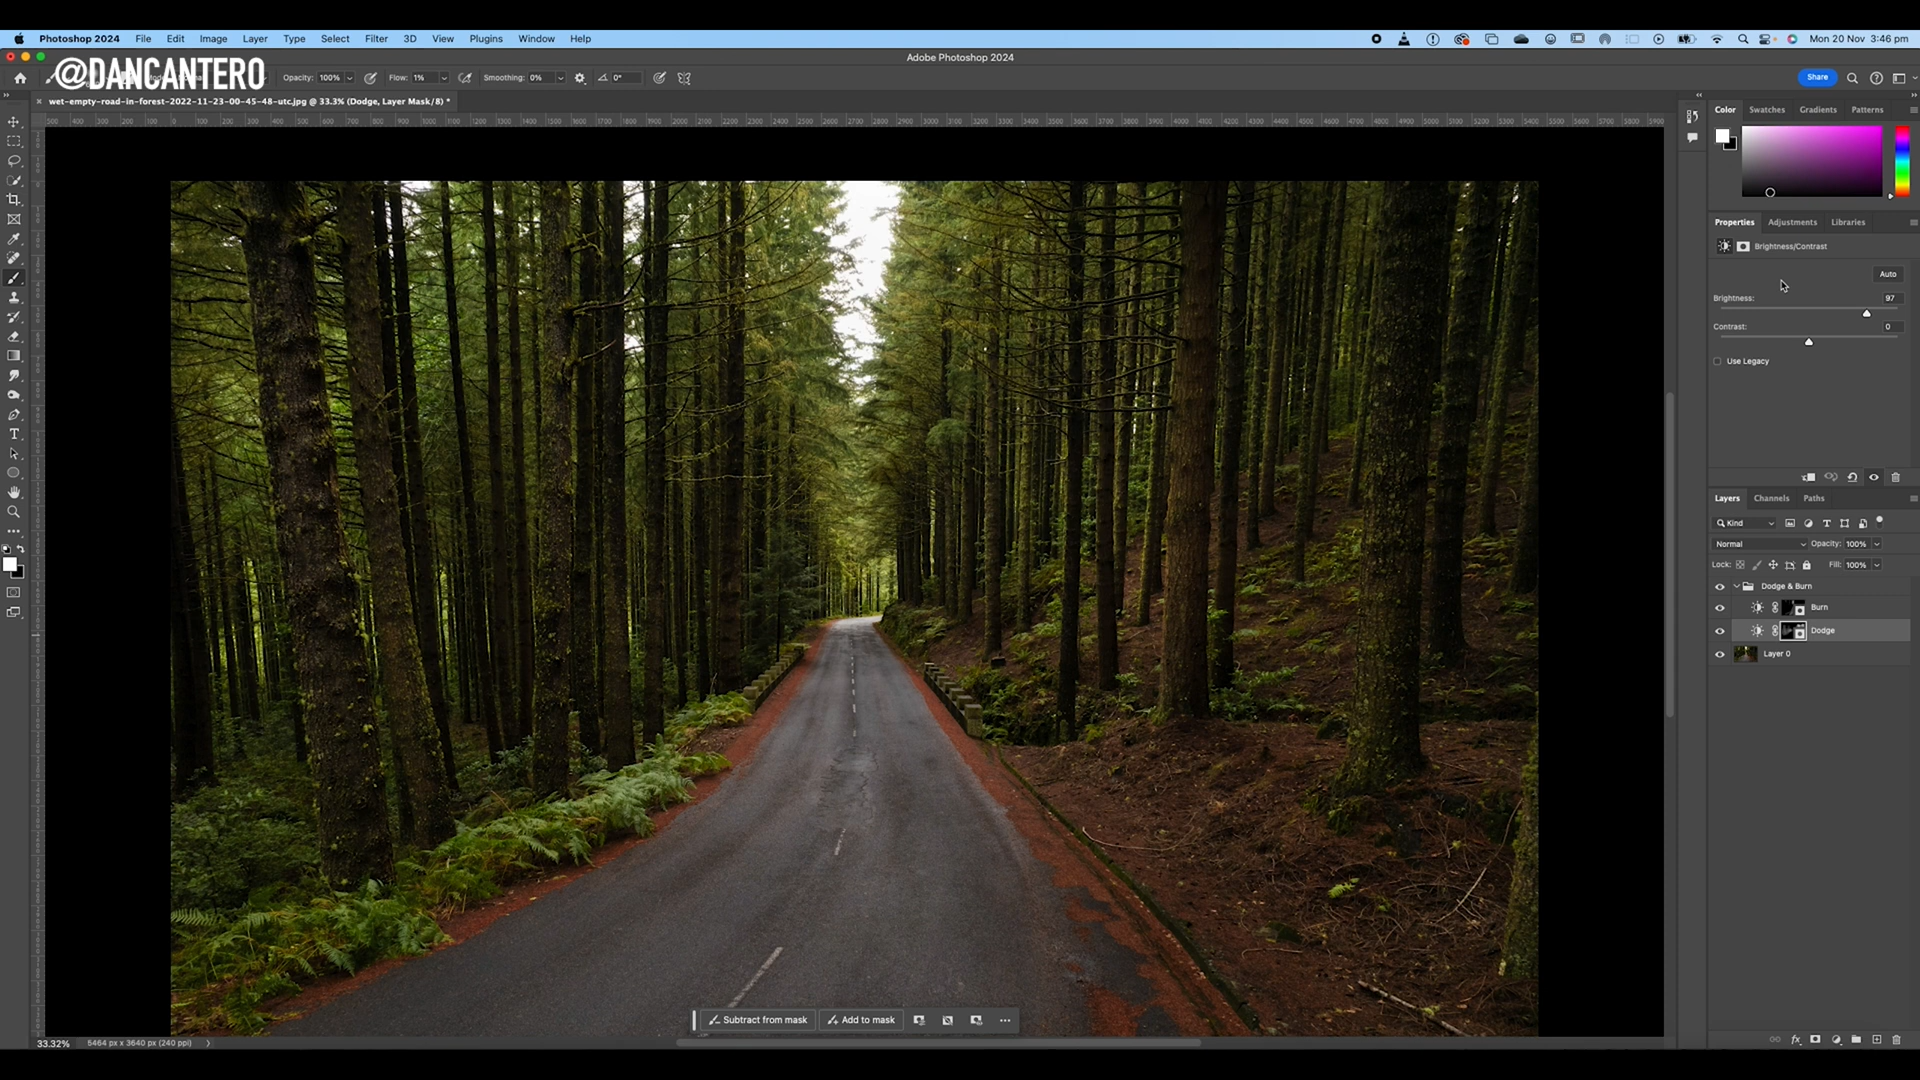 Photoshop 2024 File Edit Image Layer Type Select Filter 3D View Plugins Window Help Mon 20 Nov 3:46 pm
Adobe Photoshop 2024
@DANCANTERO
Opacity: 100% Flow: 1% Smoothing: 0% 0° Share
wet-empty-road-in-forest-2022-11-23-00-45-48-utc.jpg @ 33.3% (Dodge, Layer Mask/8) *
Color Swatches Gradients Patterns
Properties Adjustments Libraries
Brightness/Contrast
Auto
Brightness: 97
Contrast: 0
Use Legacy
Layers Channels Paths
Kind
Normal Opacity: 100%
Lock: Fill: 100%
Dodge & Burn
Burn
Dodge
Layer 0
Subtract from mask Add to mask
33.32% 5464 px x 3640 px (240 ppi)